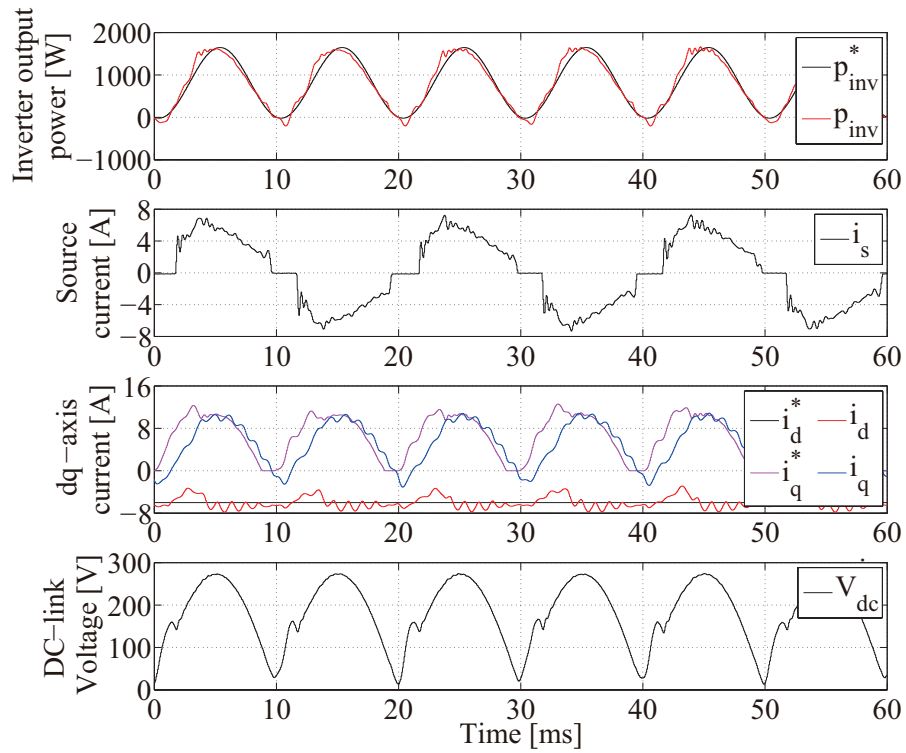 Inverter output
power [W]
2000
1000
0
−1000
p*inv
pinv
0 10 20 30 40 50 60
Source
current [A]
8
4
0
−4
−8
is
0 10 20 30 40 50 60
dq−axis
current [A]
16
8
0
−8
i*d id
i*q iq
0 10 20 30 40 50 60
DC−link
Voltage [V]
300
200
100
0
Vdc
0 10 20 30 40 50 60
Time [ms]